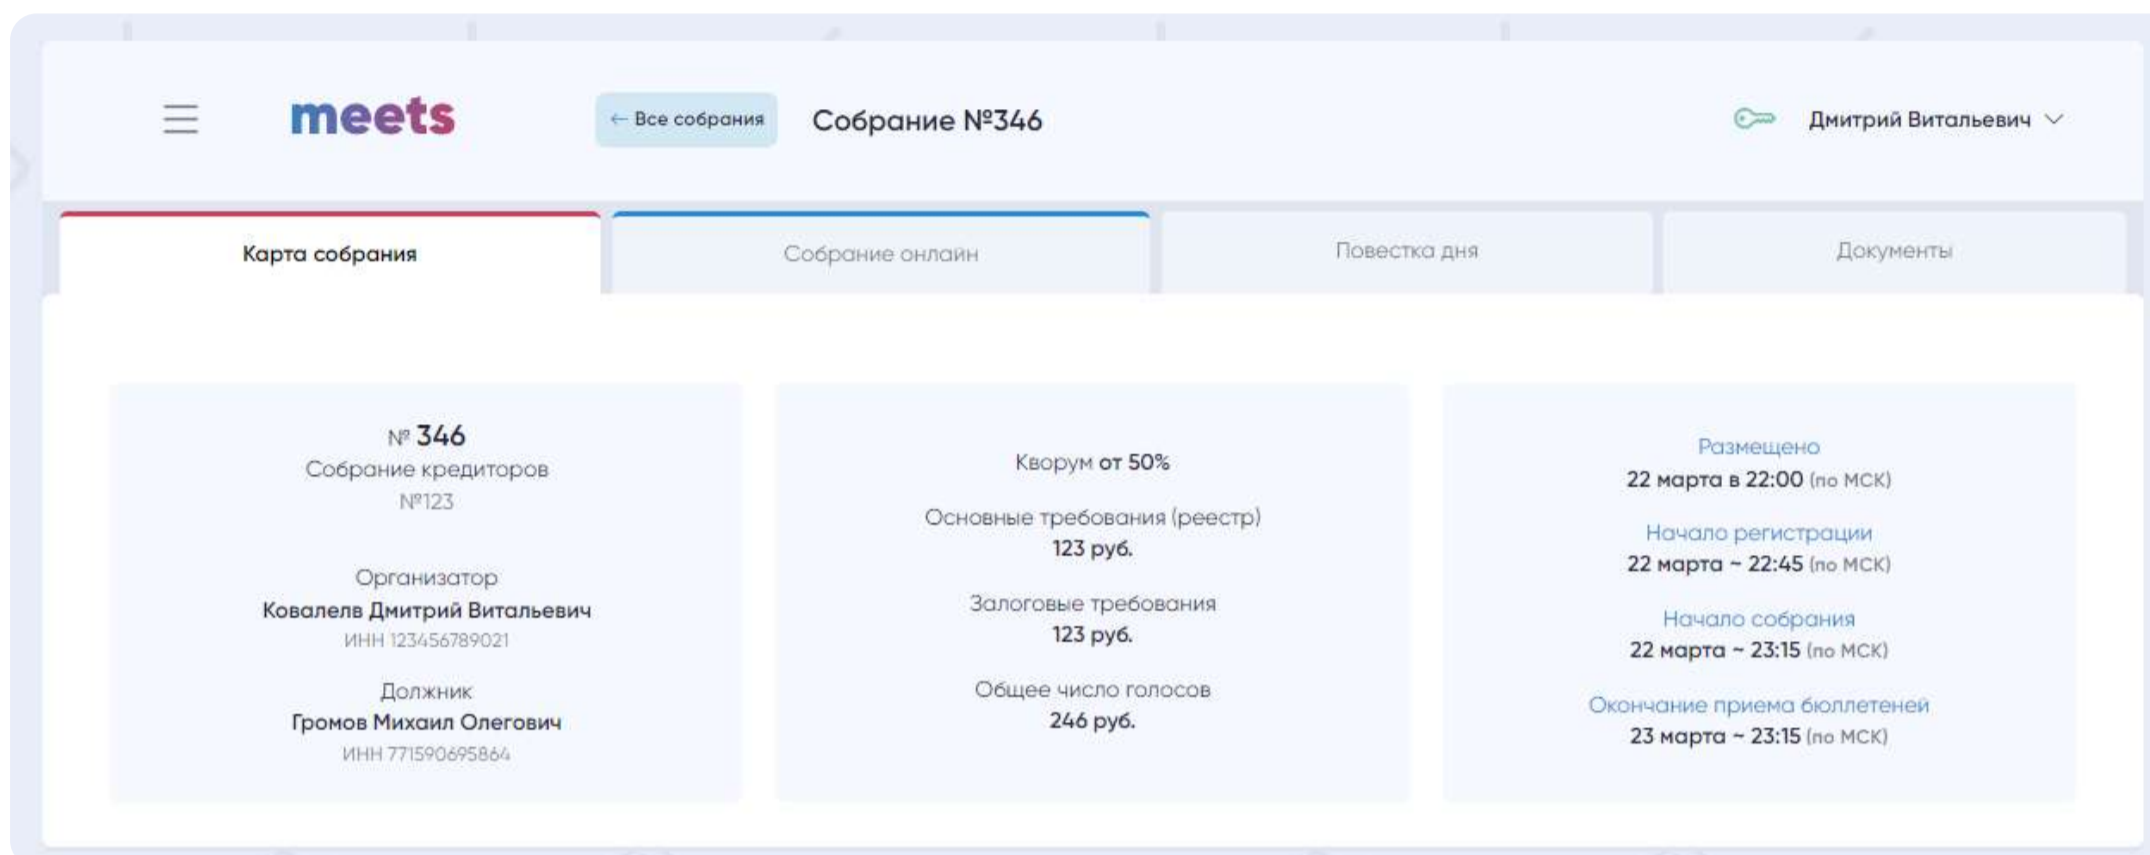 meets
← Все собрания
Собрание №346
Дмитрий Витальевич
Карта собрания
Собрание онлайн
Повестка дня
Документы
№ 346
Собрание кредиторов
№123
Организатор
Ковалелв Дмитрий Витальевич
ИНН 123456789021
Должник
Громов Михаил Олегович
ИНН 771590695864
Кворум от 50%
Основные требования (реестр)
123 руб.
Залоговые требования
123 руб.
Общее число голосов
246 руб.
Размещено
22 марта в 22:00 (по МСК)
Начало регистрации
22 марта ~ 22:45 (по МСК)
Начало собрания
22 марта ~ 23:15 (по МСК)
Окончание приема бюллетеней
23 марта ~ 23:15 (по МСК)